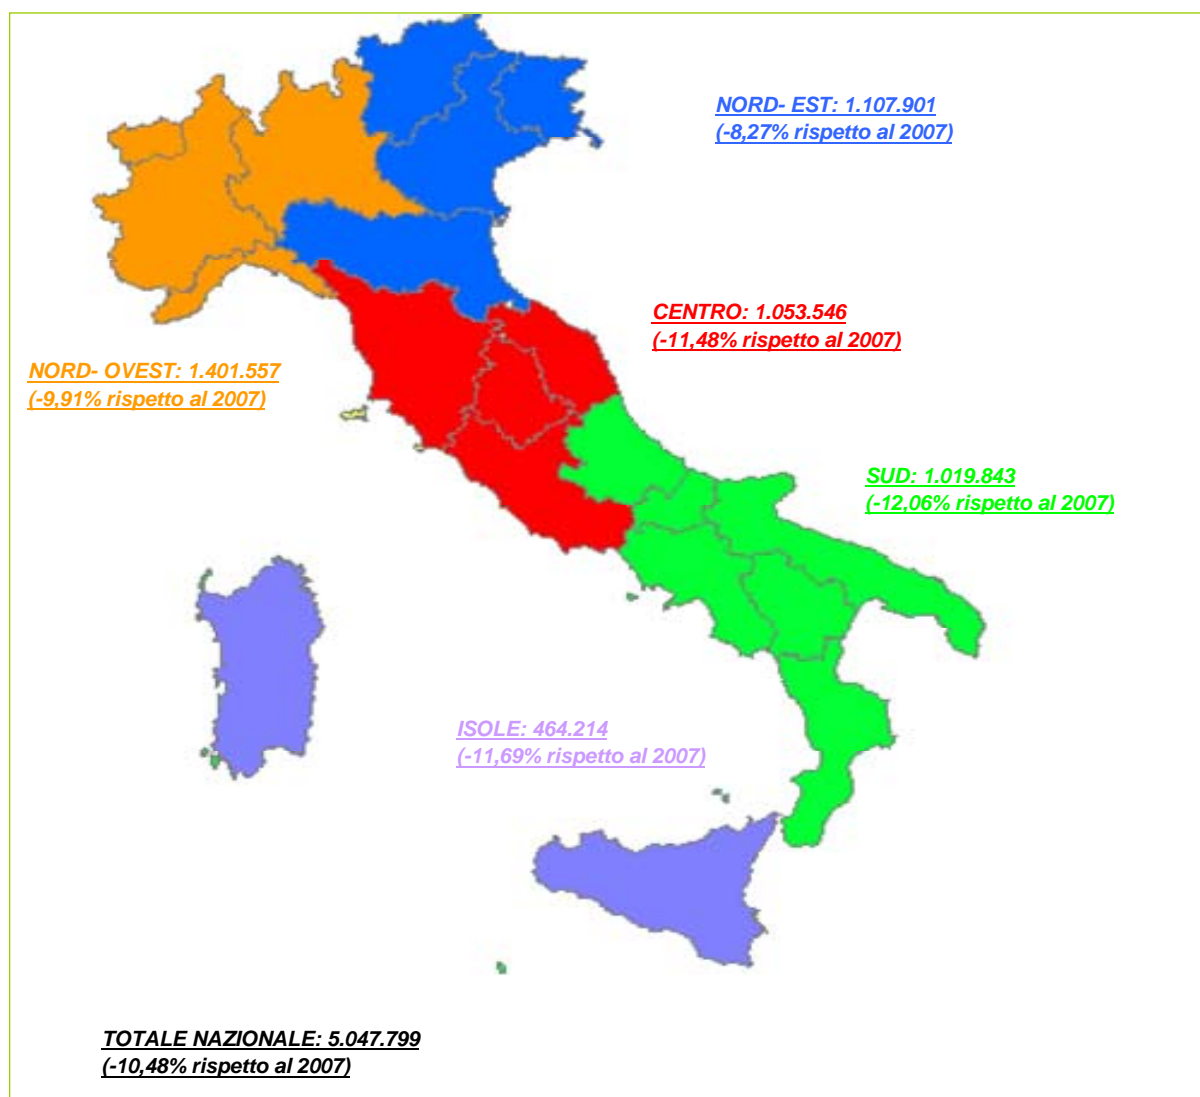 NORD- EST: 1.107.901
(-8,27% rispetto al 2007)
CENTRO: 1.053.546
(-11,48% rispetto al 2007)
NORD- OVEST: 1.401.557
(-9,91% rispetto al 2007)
SUD: 1.019.843
(-12,06% rispetto al 2007)
ISOLE: 464.214
(-11,69% rispetto al 2007)
TOTALE NAZIONALE: 5.047.799
(-10,48% rispetto al 2007)